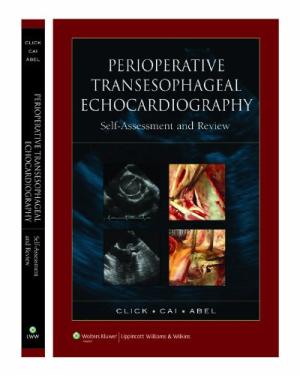 CLICK
CAI
ABEL
PERIOPERATIVE TRANSESOPHAGEAL
ECHOCARDIOGRAPHY
Self-Assessment
and Review
LWW
PERIOPERATIVE
TRANSESOPHAGEAL
ECHOCARDIOGRAPHY
Self-Assessment and Review
CLICK • CAI • ABEL
Wolters Kluwer | Lippincott Williams & Wilkins